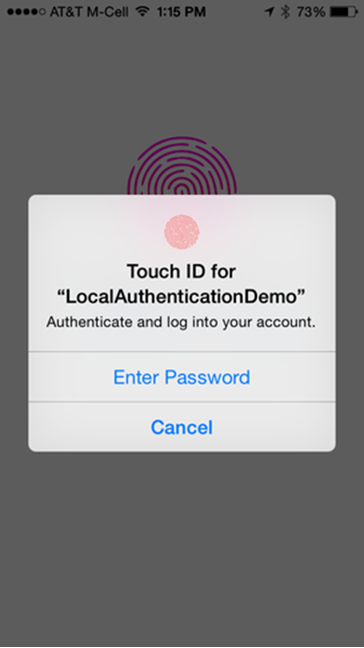 AT&T M-Cell 1:15 PM 73%
Touch ID for
“LocalAuthenticationDemo”
Authenticate and log into your account.
Enter Password
Cancel